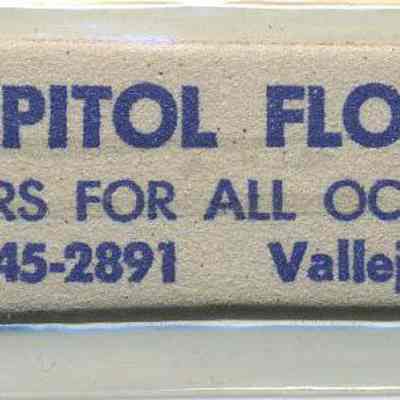 PITOL FLO
RS FOR ALL OC
45-2891 Vallej